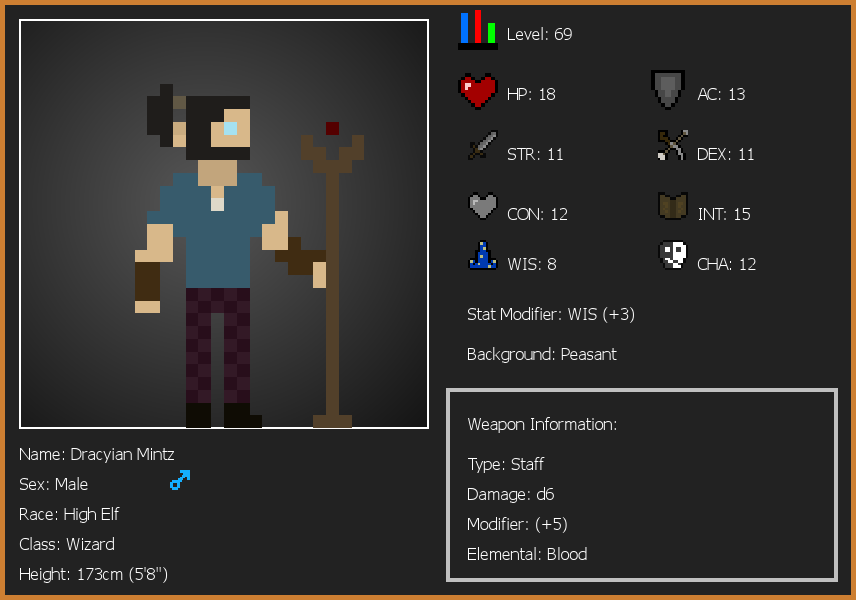 Level: 69
HP: 18
AC: 13
STR: 11
DEX: 11
CON: 12
INT: 15
WIS: 8
CHA: 12
Stat Modifier: WIS (+3)
Background: Peasant
Weapon Information:
Type: Staff
Damage: d6
Modifier: (+5)
Elemental: Blood
Name: Dracyian Mintz
Sex: Male
Race: High Elf
Class: Wizard
Height: 173cm (5'8")